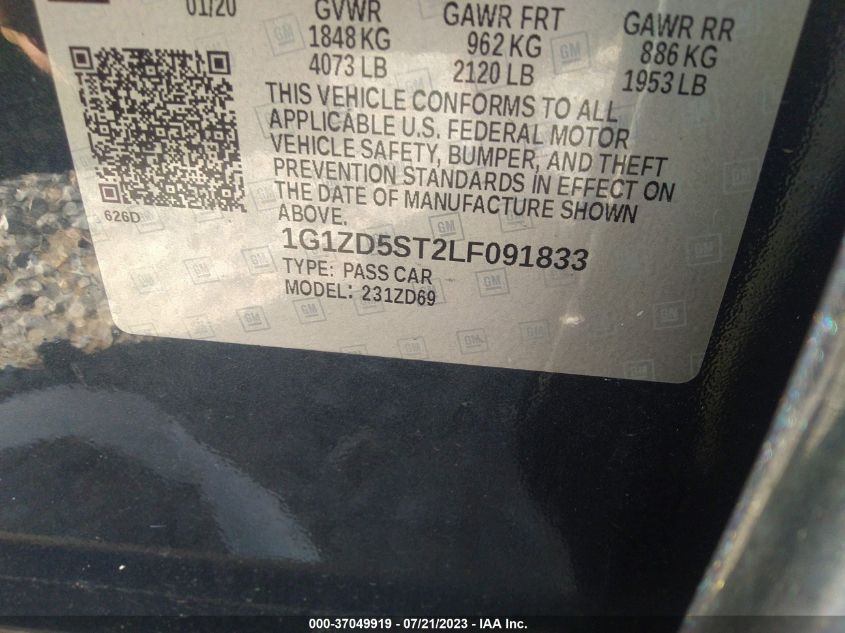 01/20 GVWR GAWR FRT GAWR RR
1848 KG 962 KG 886 KG
4073 LB 2120 LB 1953 LB
THIS VEHICLE CONFORMS TO ALL
APPLICABLE U.S. FEDERAL MOTOR
VEHICLE SAFETY, BUMPER, AND THEFT
PREVENTION STANDARDS IN EFFECT ON
THE DATE OF MANUFACTURE SHOWN
ABOVE.
626D
1G1ZD5ST2LF091833
TYPE: PASS CAR
MODEL: 231ZD69
000-37049919 / 07/21/2023 - IAA Inc.